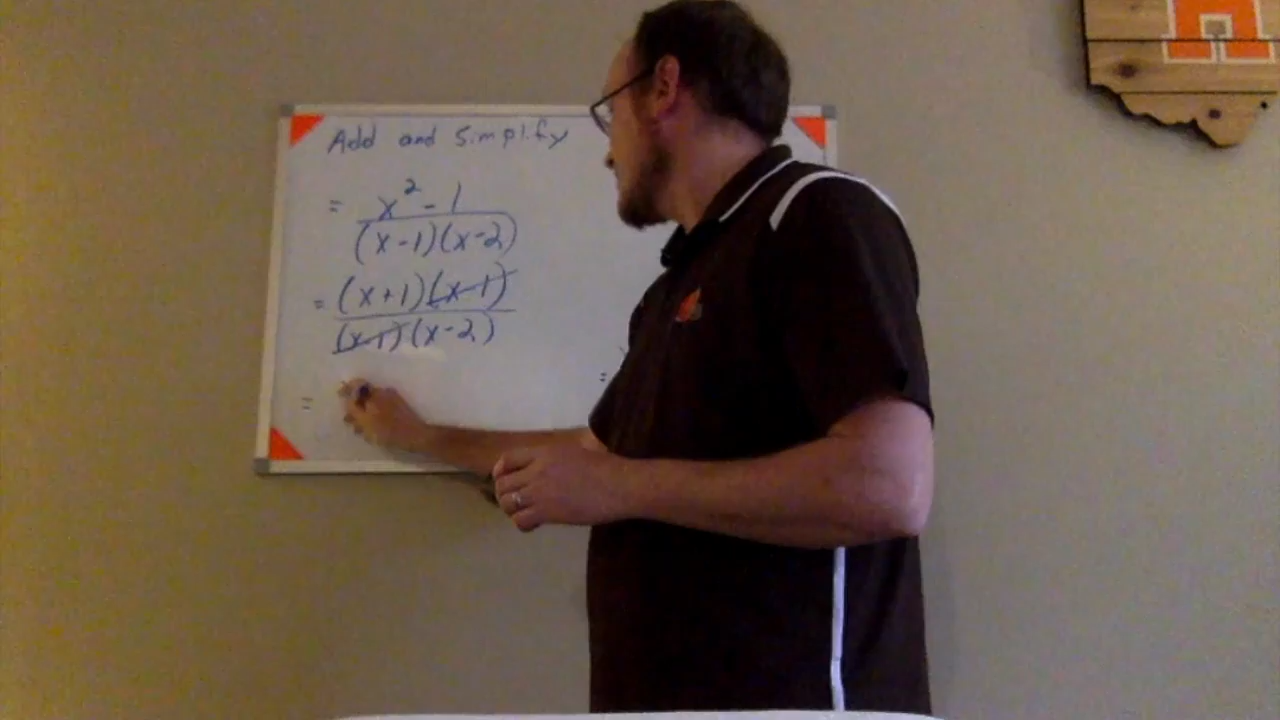 Add and Simplify
= x² - 1
(x-1)(x-2)
= (x+1)(x-1)
(x-1)(x-2)
=
=